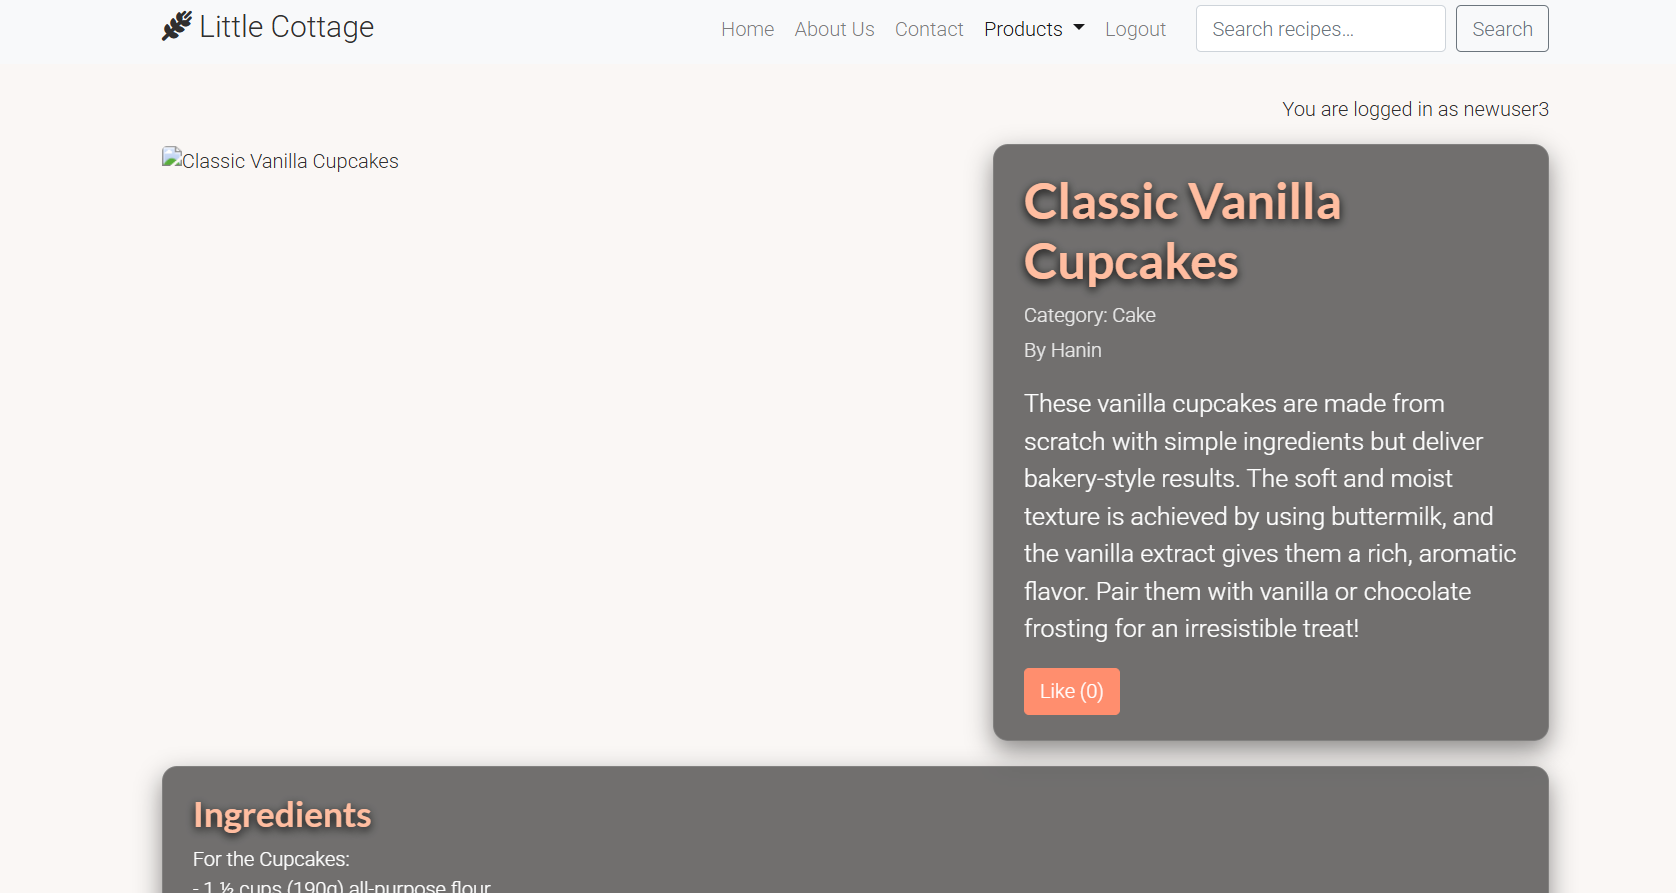 Little Cottage
Home About Us Contact Products Logout Search recipes... Search
You are logged in as newuser3
Classic Vanilla Cupcakes
Classic Vanilla
Cupcakes
Category: Cake
By Hanin
These vanilla cupcakes are made from
scratch with simple ingredients but deliver
bakery-style results. The soft and moist
texture is achieved by using buttermilk, and
the vanilla extract gives them a rich, aromatic
flavor. Pair them with vanilla or chocolate
frosting for an irresistible treat!
Like (0)
Ingredients
For the Cupcakes:
- 1 ½ cups (190g) all-purpose flour